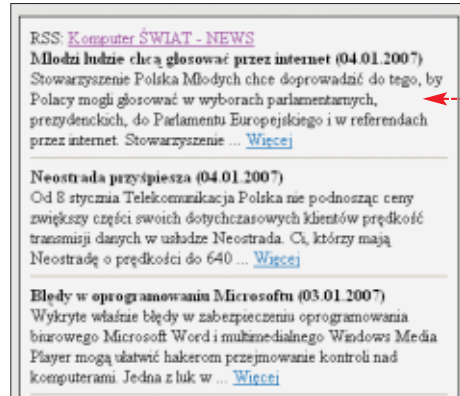 RSS: Komputer ŚWIAT - NEWS
Młodzi ludzie chcą głosować przez internet (04.01.2007)
Stowarzyszenie Polska Młodych chce doprowadzić do tego, by
Polacy mogli głosować w wyborach parlamentarnych,
prezydenckich, do Parlamentu Europejskiego i w referendach
przez internet. Stowarzyszenie ... Więcej
Neostrada przyśpiesza (04.01.2007)
Od 8 stycznia Telekomunikacja Polska nie podnosząc ceny
zwiększy części swoich dotychczasowych klientów prędkość
transmisji danych w usłudze Neostrada. Ci, którzy mają
Neostradę o prędkości do 640 ... Więcej
Błędy w oprogramowaniu Microsoftu (03.01.2007)
Wykryte właśnie błędy w zabezpieczeniu oprogramowania
biurowego Microsoft Word i multimedialnego Windows Media
Player mogą ułatwić hakerom przejmowanie kontroli nad
komputerami. Jedna z luk w ... Więcej